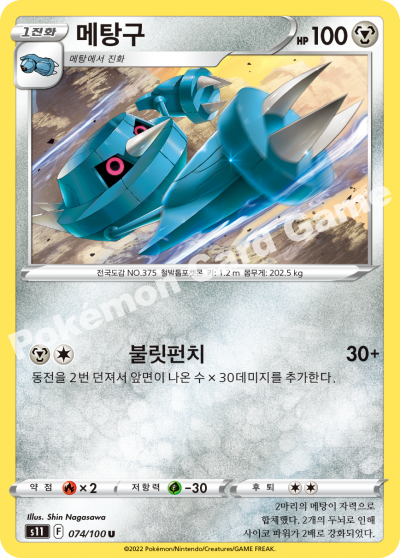 1진화
메탕구
HP 100
메탕에서 진화
전국도감 NO.375 철발톱포켓몬 키: 1.2 m 몸무게: 202.5 kg
Pokémon Card Game
불릿펀치 30+
동전을 2번 던져서 앞면이 나온 수 × 30데미지를 추가한다.
약점 × 2 저항력 -30 후퇴
Illus. Shin Nagasawa
s11 F 074/100 U
2마리의 메탕이 자력으로
합체했다. 2개의 두뇌로 인해
사이코 파워가 2배로 강화되었다.
©2022 Pokémon/Nintendo/Creatures/GAME FREAK.